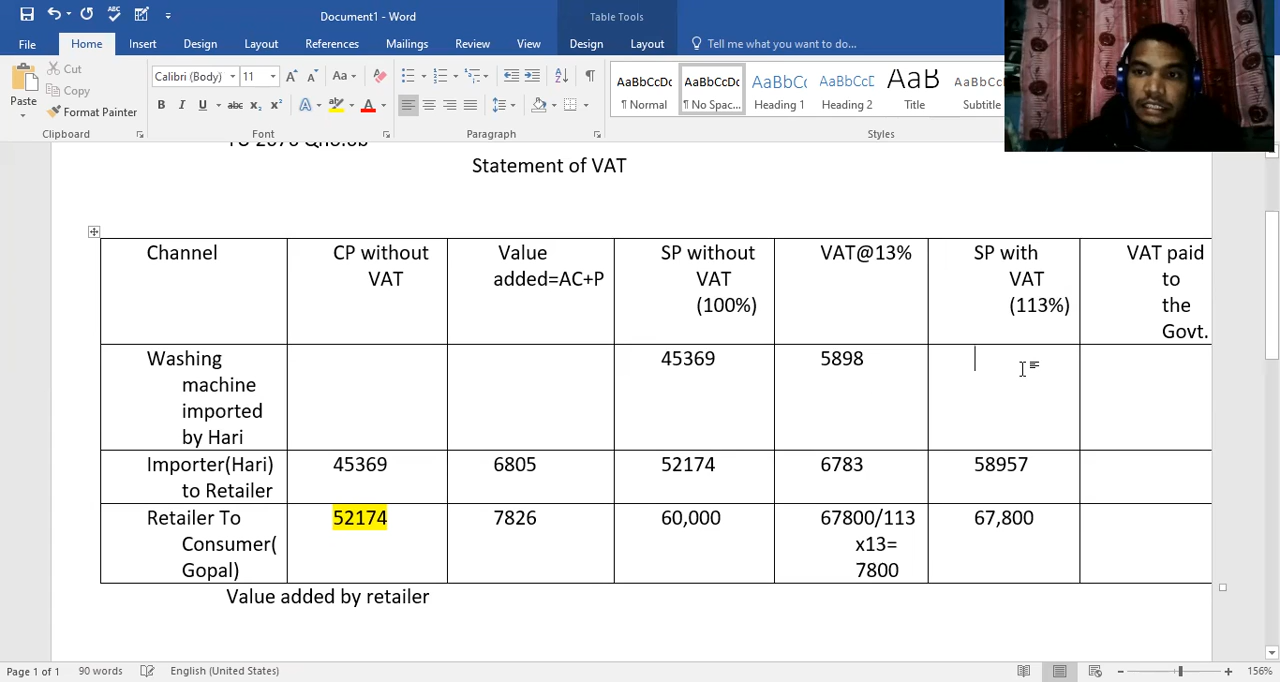 Document1 - Word
Table Tools
File
Home
Insert
Design
Layout
References
Mailings
Review
View
Design
Layout
Tell me what you want to do...
Paste
Cut
Copy
Format Painter
Clipboard
Calibri (Body)
11
Aa
B I U abc x₂ x²
A
Font
Paragraph
AaBbCcDc
¶ Normal
AaBbCcDc
¶ No Spac...
AaBbCc
Heading 1
AaBbCcC
Heading 2
AaB
Title
AaBbCc
Subtitle
Styles
Statement of VAT
Channel
CP without
VAT
Value
added=AC+P
SP without
VAT
(100%)
VAT@13%
SP with
VAT
(113%)
VAT paid
to
the
Govt.
Washing
machine
imported
by Hari
45369
5898
Importer(Hari)
to Retailer
45369
6805
52174
6783
58957
Retailer To
Consumer(
Gopal)
52174
7826
60,000
67800/113
x13=
7800
67,800
Value added by retailer
Page 1 of 1
90 words
English (United States)
156%